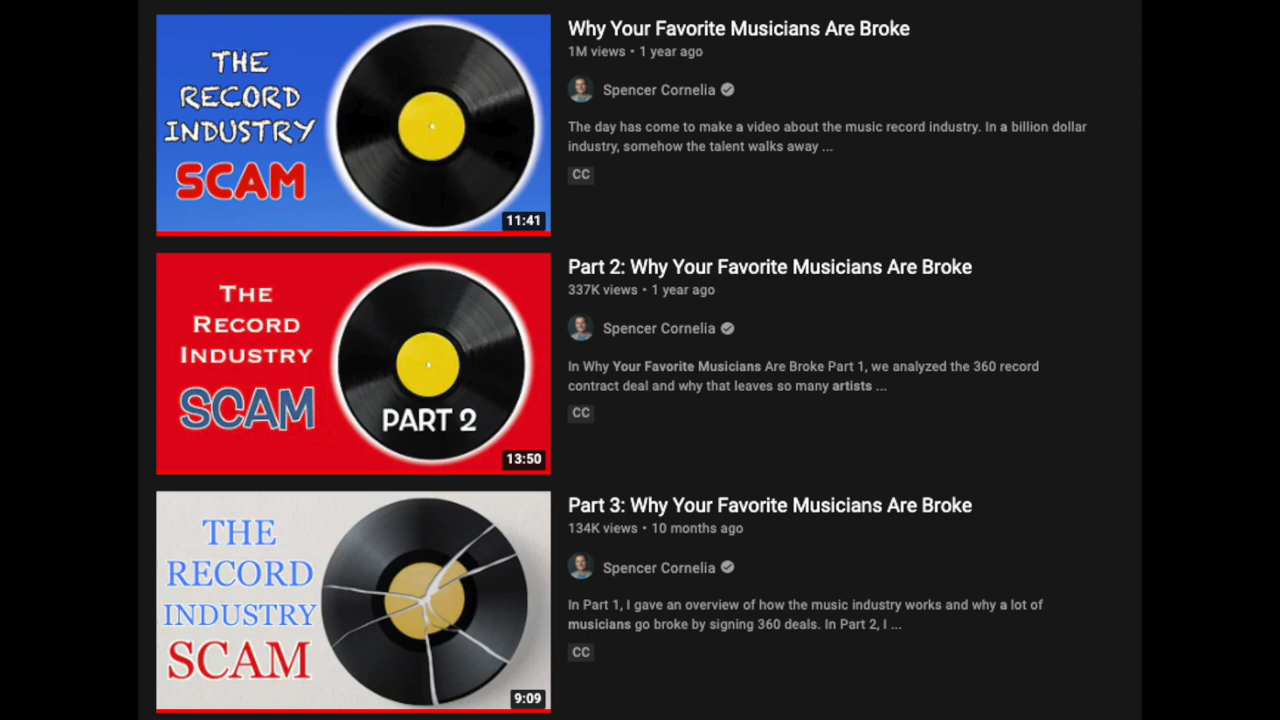 THE
RECORD
INDUSTRY
SCAM
11:41
Why Your Favorite Musicians Are Broke
1M views • 1 year ago
Spencer Cornelia
The day has come to make a video about the music record industry. In a billion dollar
industry, somehow the talent walks away ...
CC
THE
RECORD
INDUSTRY
SCAM
PART 2
13:50
Part 2: Why Your Favorite Musicians Are Broke
337K views • 1 year ago
Spencer Cornelia
In Why Your Favorite Musicians Are Broke Part 1, we analyzed the 360 record
contract deal and why that leaves so many artists ...
CC
THE
RECORD
INDUSTRY
SCAM
9:09
Part 3: Why Your Favorite Musicians Are Broke
134K views • 10 months ago
Spencer Cornelia
In Part 1, I gave an overview of how the music industry works and why a lot of
musicians go broke by signing 360 deals. In Part 2, I ...
CC